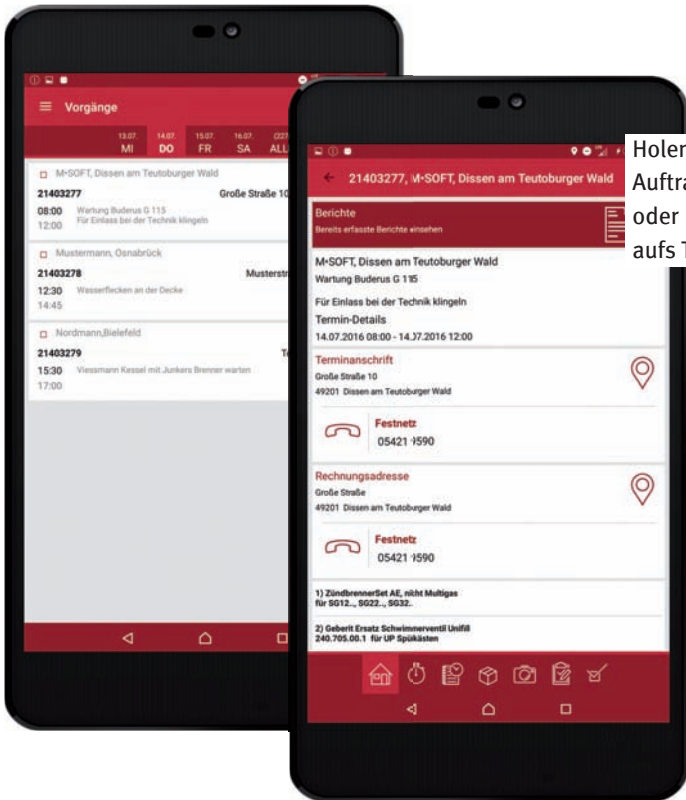 Vorgänge
13.07. 14.07. 15.07. 16.07.
MI DO FR SA
M•SOFT, Dissen am Teutoburger Wald
21403277 Große Straße 10
08:00 Wartung Buderus G 115
12:00 Für Einlass bei der Technik klingeln
Mustermann, Osnabrück
21403278
12:30 Wasserflecken an der Decke
14:45
Nordmann,Bielefeld
21403279
15:30 Viessmann Kessel mit Junkers Brenner warten
17:00
21403277, M•SOFT, Dissen am Teutoburger Wald
Berichte
Bereits erfasste Berichte einsehen
M•SOFT, Dissen am Teutoburger Wald
Wartung Buderus G 115
Für Einlass bei der Technik klingeln
Termin-Details
14.07.2016 08:00 - 14.07.2016 12:00
Terminanschrift
Große Straße 10
49201 Dissen am Teutoburger Wald
Festnetz
05421 9590
Rechnungsadresse
Große Straße
49201 Dissen am Teutoburger Wald
Festnetz
05421 9590
1) ZündbrennerSet AE, nicht Multigas
für SG12.., SG22.., SG32..
2) Geberit Ersatz Schwimmerventil Unifill
240.705.00.1 für UP Spükästen
oder
aufs